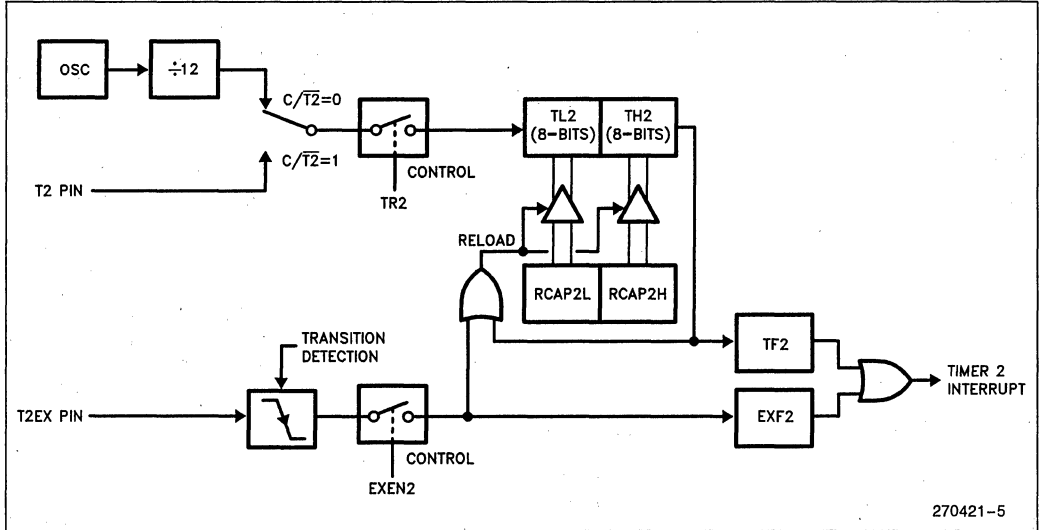 OSC
÷12
C/T2̅=0
C/T2̅=1
T2 PIN
CONTROL
TR2
TL2
(8-BITS)
TH2
(8-BITS)
RELOAD
RCAP2L
RCAP2H
TRANSITION
DETECTION
T2EX PIN
CONTROL
EXEN2
TF2
EXF2
TIMER 2
INTERRUPT
270421-5